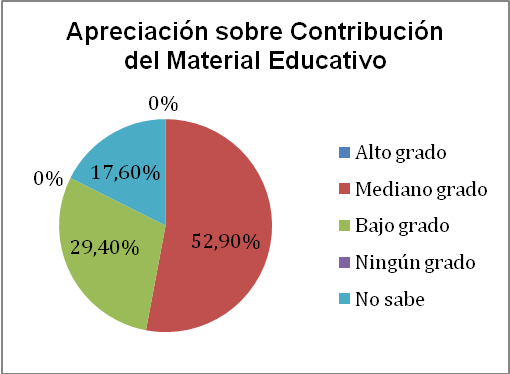 Apreciación sobre Contribución
del Material Educativo
0%
17,60%
0%
52,90%
29,40%
Alto grado
Mediano grado
Bajo grado
Ningún grado
No sabe